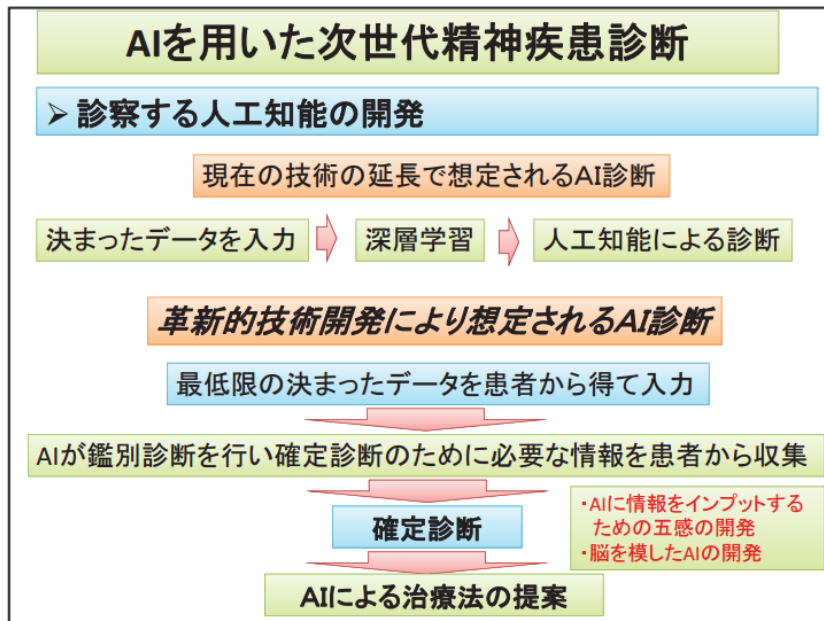 AIを用いた次世代精神疾患診断
➢ 診察する人工知能の開発
現在の技術の延長で想定されるAI診断
決まったデータを入力
深層学習
人工知能による診断
革新的技術開発により想定されるAI診断
最低限の決まったデータを患者から得て入力
AIが鑑別診断を行い確定診断のために必要な情報を患者から収集
確定診断
・AIに情報をインプットする
ための五感の開発
・脳を模したAIの開発
AIによる治療法の提案